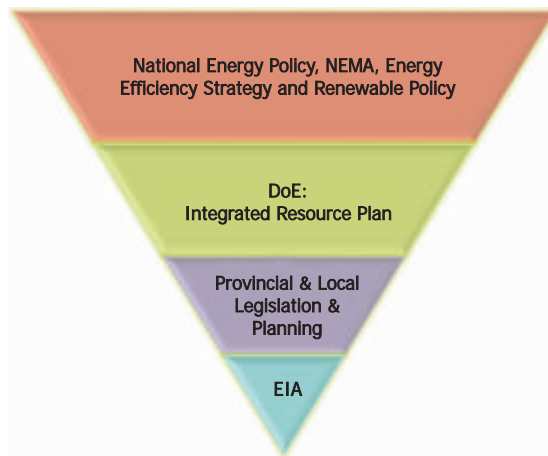 National Energy Policy, NEMA, Energy
Efficiency Strategy and Renewable Policy
DoE:
Integrated Resource Plan
Provincial & Local
Legislation &
Planning
EIA